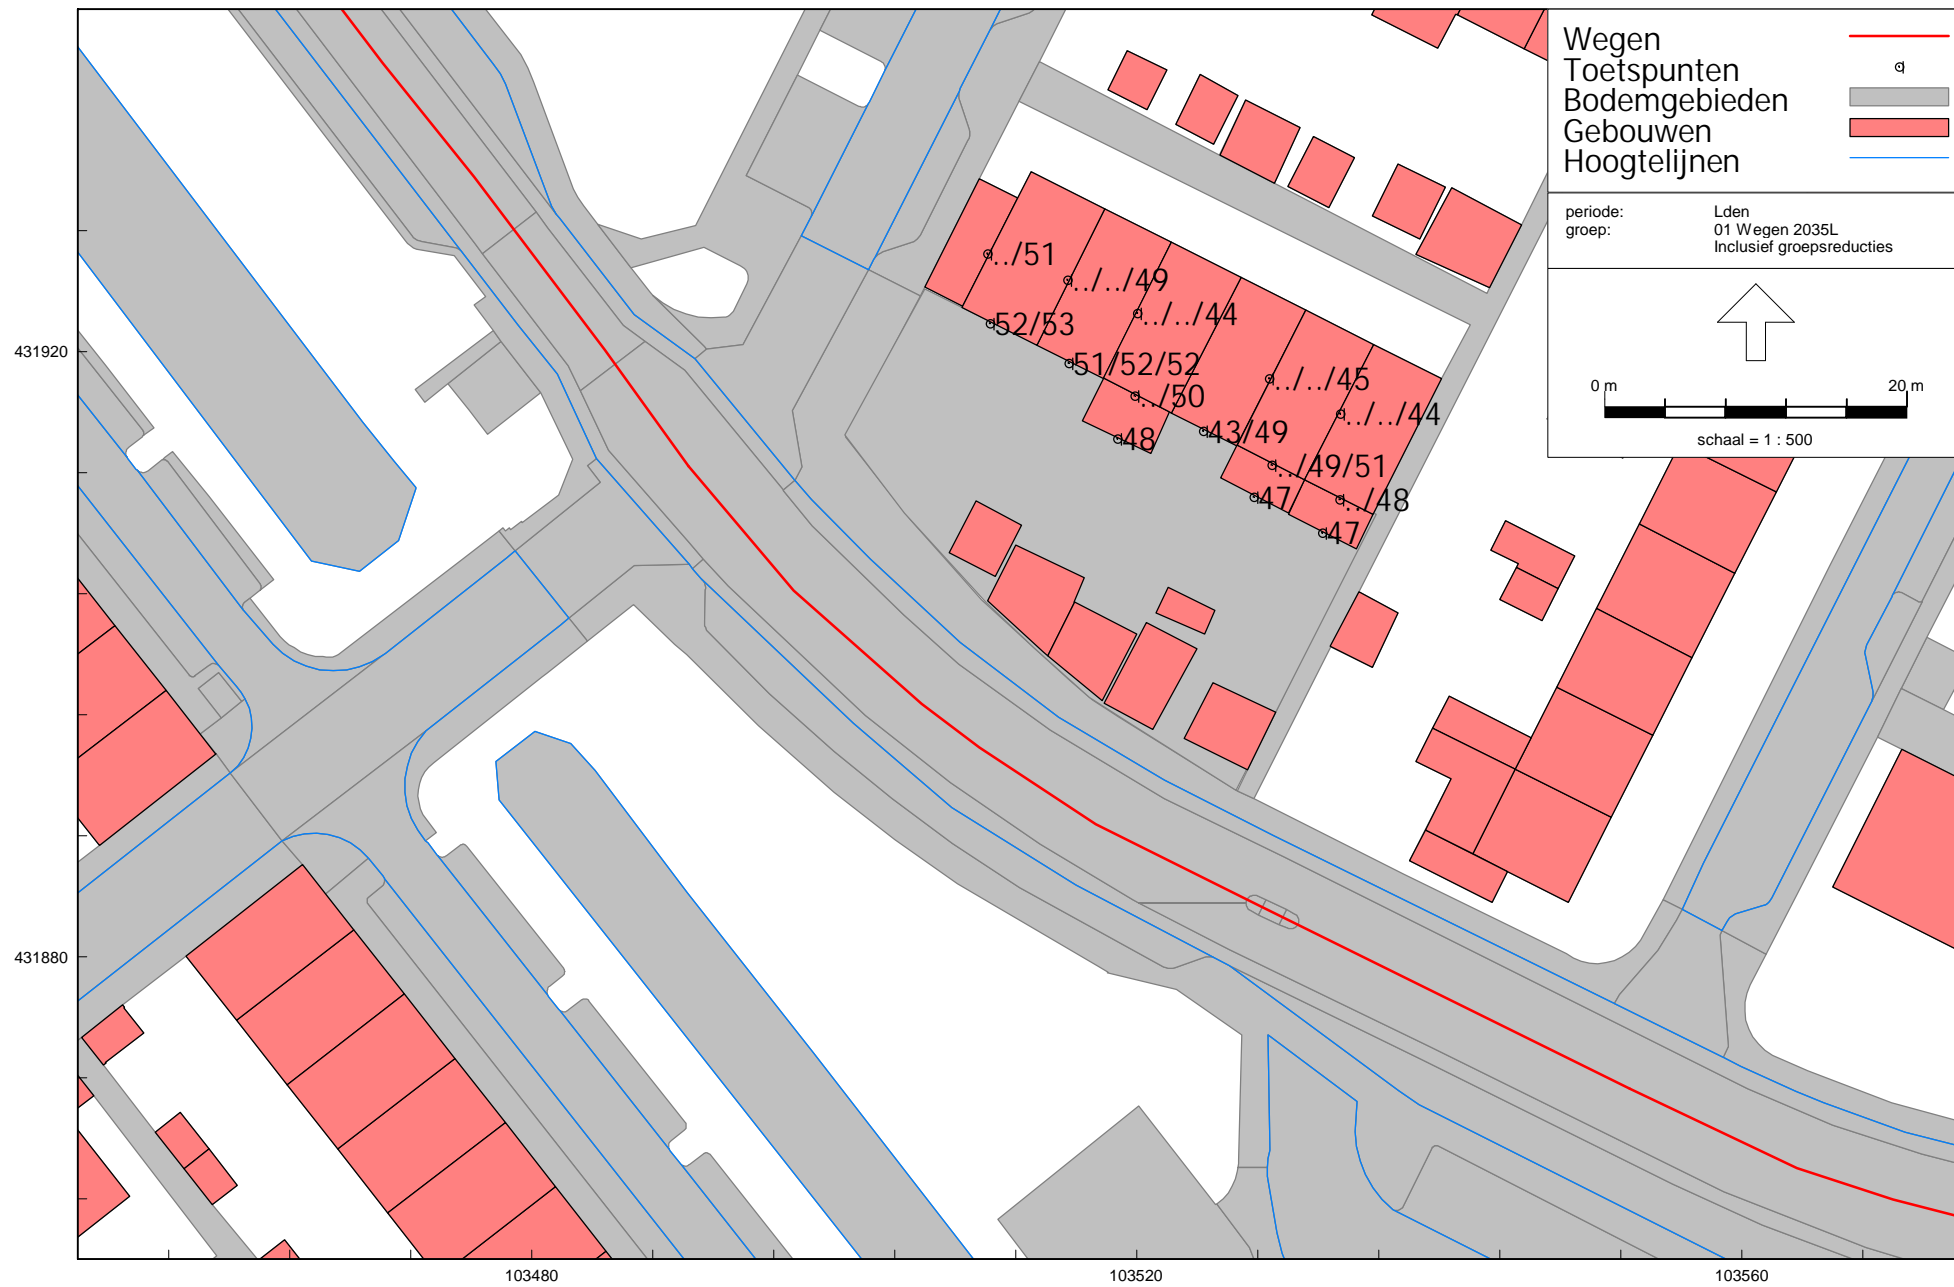 Wegen
Toetspunten
Bodemgebieden
Gebouwen
Hoogtelijnen
periode: Lden
groep: 01 Wegen 2035L
Inclusief groepsreducties
0 m 20 m
schaal = 1 : 500
../51
../../49
../../44
52/53
431920
51/52/52
../../45
../50
../../44
43/49
48
../49/51
47
../48
47
431880
103480
103520
103560